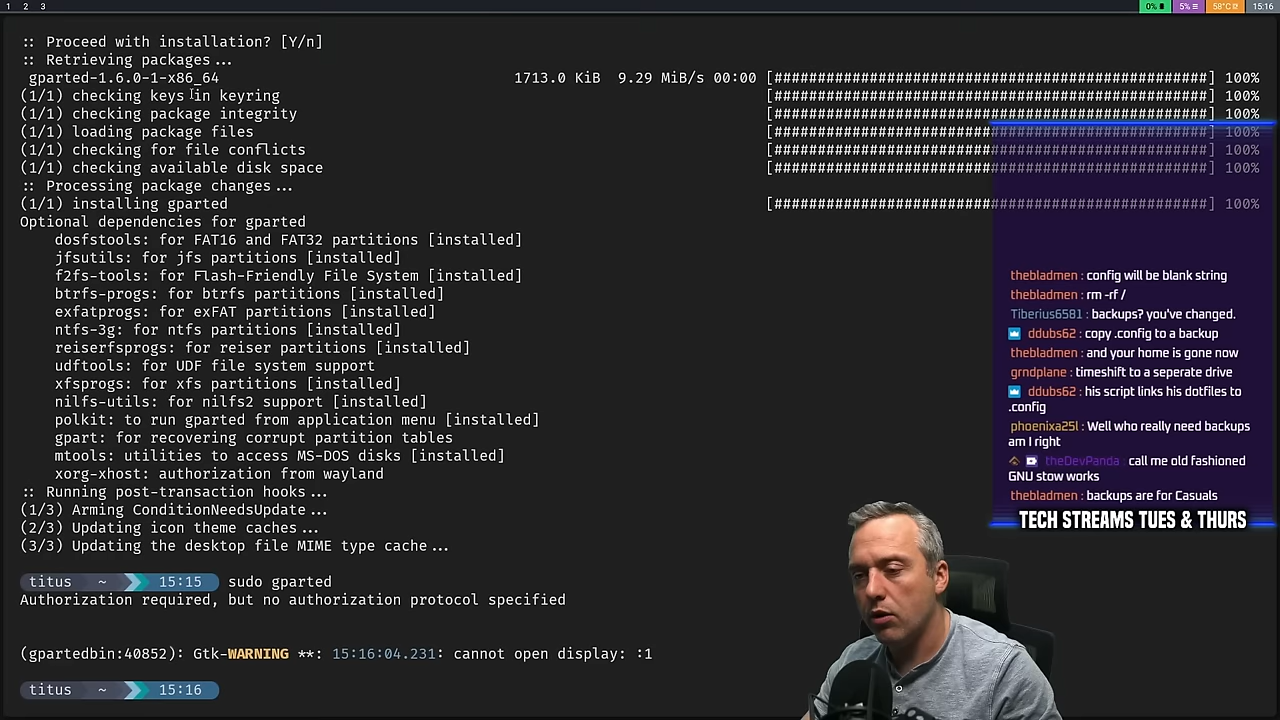 1 2 3
0% 5% 58°C 15:16
:: Proceed with installation? [Y/n]
:: Retrieving packages...
gparted-1.6.0-1-x86_64 1713.0 KiB 9.29 MiB/s 00:00 [##################################################] 100%
(1/1) checking keys in keyring [##################################################] 100%
(1/1) checking package integrity [##################################################] 100%
(1/1) loading package files [##################################################] 100%
(1/1) checking for file conflicts [##################################################] 100%
(1/1) checking available disk space [##################################################] 100%
:: Processing package changes...
(1/1) installing gparted [##################################################] 100%
Optional dependencies for gparted
dosfstools: for FAT16 and FAT32 partitions [installed]
jfsutils: for jfs partitions [installed]
f2fs-tools: for Flash-Friendly File System [installed]
btrfs-progs: for btrfs partitions [installed]
exfatprogs: for exFAT partitions [installed]
ntfs-3g: for ntfs partitions [installed]
reiserfsprogs: for reiser partitions [installed]
udftools: for UDF file system support
xfsprogs: for xfs partitions [installed]
nilfs-utils: for nilfs2 support [installed]
polkit: to run gparted from application menu [installed]
gpart: for recovering corrupt partition tables
mtools: utilities to access MS-DOS disks [installed]
xorg-xhost: authorization from wayland
:: Running post-transaction hooks...
(1/3) Arming ConditionNeedsUpdate...
(2/3) Updating icon theme caches...
(3/3) Updating the desktop file MIME type cache...
titus ~ 15:15 sudo gparted
Authorization required, but no authorization protocol specified
(gpartedbin:40852): Gtk-WARNING **: 15:16:04.231: cannot open display: :1
titus ~ 15:16
thebladmen : config will be blank string
thebladmen : rm -rf /
Tiberius6581 : backups? you've changed.
ddubs62 : copy .config to a backup
thebladmen : and your home is gone now
grndplane : timeshift to a seperate drive
ddubs62 : his script links his dotfiles to
.config
phoenixa25l : Well who really need backups
am I right
theDevPanda : call me old fashioned
GNU stow works
thebladmen : backups are for Casuals
TECH STREAMS TUES & THURS